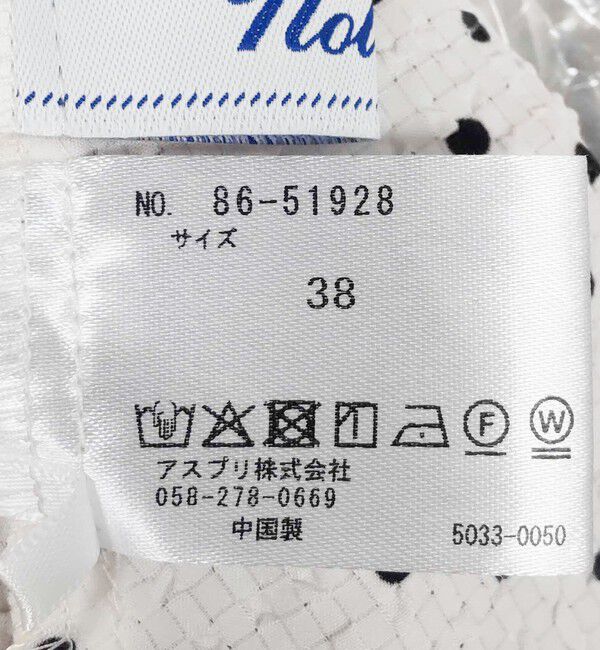 NO. 86-51928
サイズ
38
F W
アスプリ株式会社
058-278-0669
中国製
5033-0050